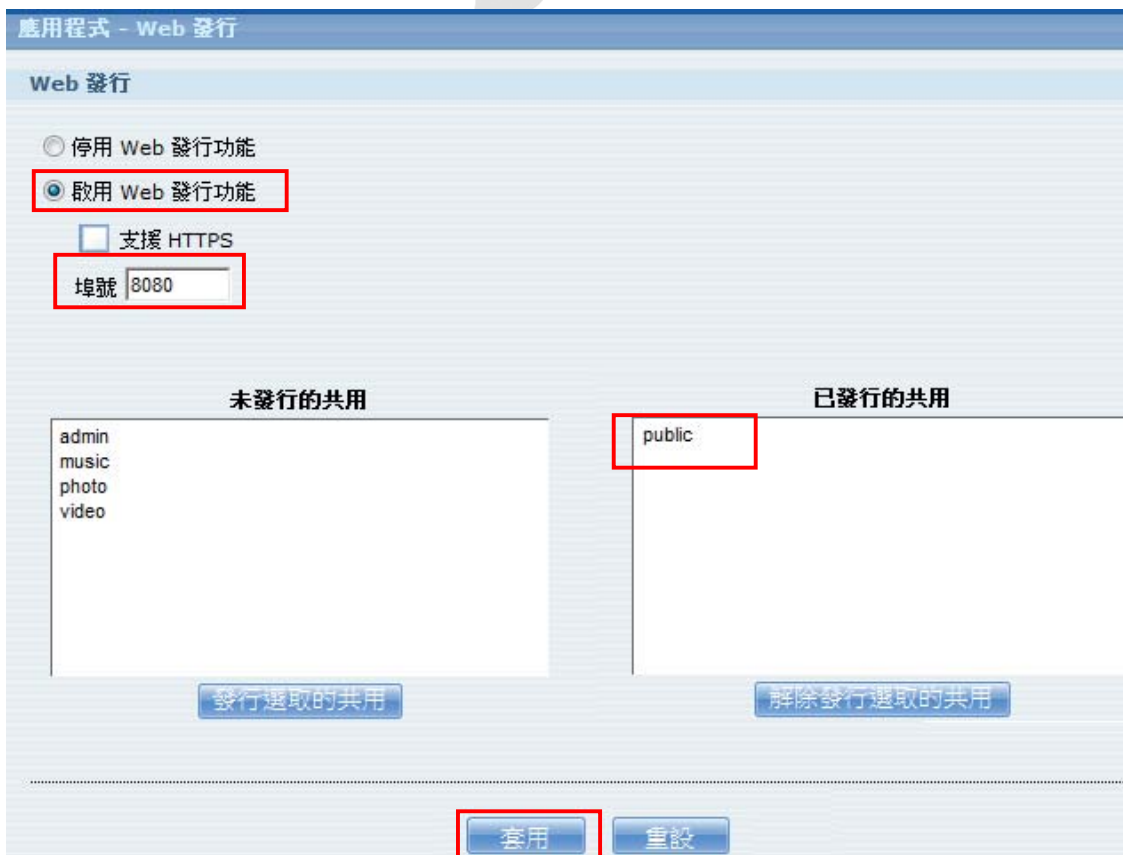 應用程式 - Web 發行
Web 發行
停用 Web 發行功能
啟用 Web 發行功能
支援 HTTPS
埠號 8080
未發行的共用
admin
music
photo
video
發行選取的共用
已發行的共用
public
解除發行選取的共用
套用 重設